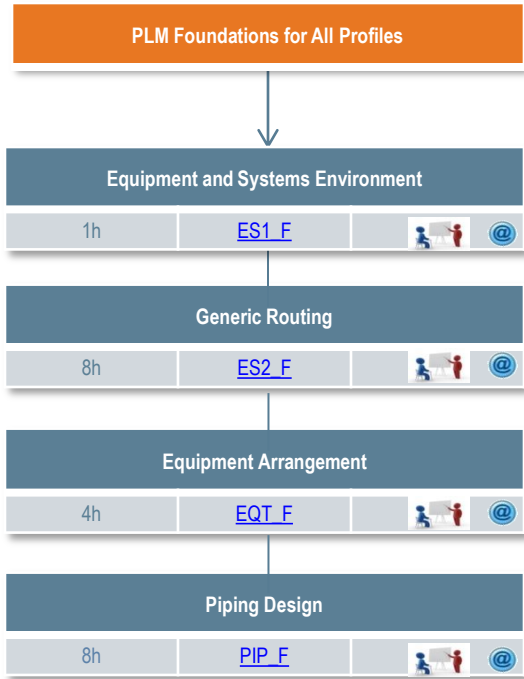 PLM Foundations for All Profiles
Equipment and Systems Environment
1h ES1_F @
Generic Routing
8h ES2_F @
Equipment Arrangement
4h EQT_F @
Piping Design
8h PIP_F @